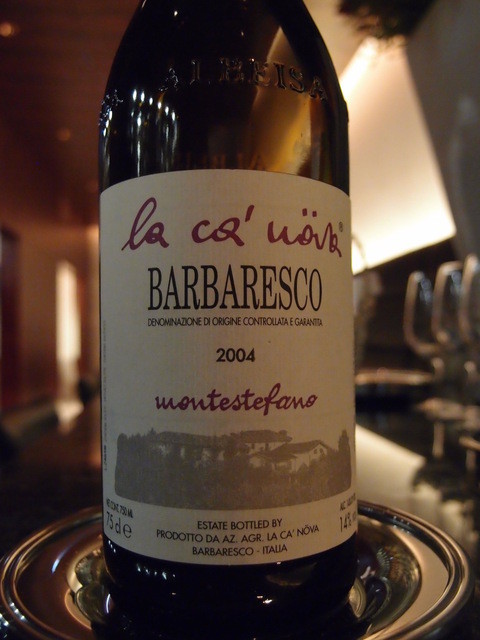 ALBEISA
la ca' növa®
BARBARESCO
DENOMINAZIONE DI ORIGINE CONTROLLATA E GARANTITA
2004
montestefano
75 cl e
14%
ESTATE BOTTLED BY
PRODOTTO DA AZ. AGR. LA CA' NÖVA
BARBARESCO - ITALIA